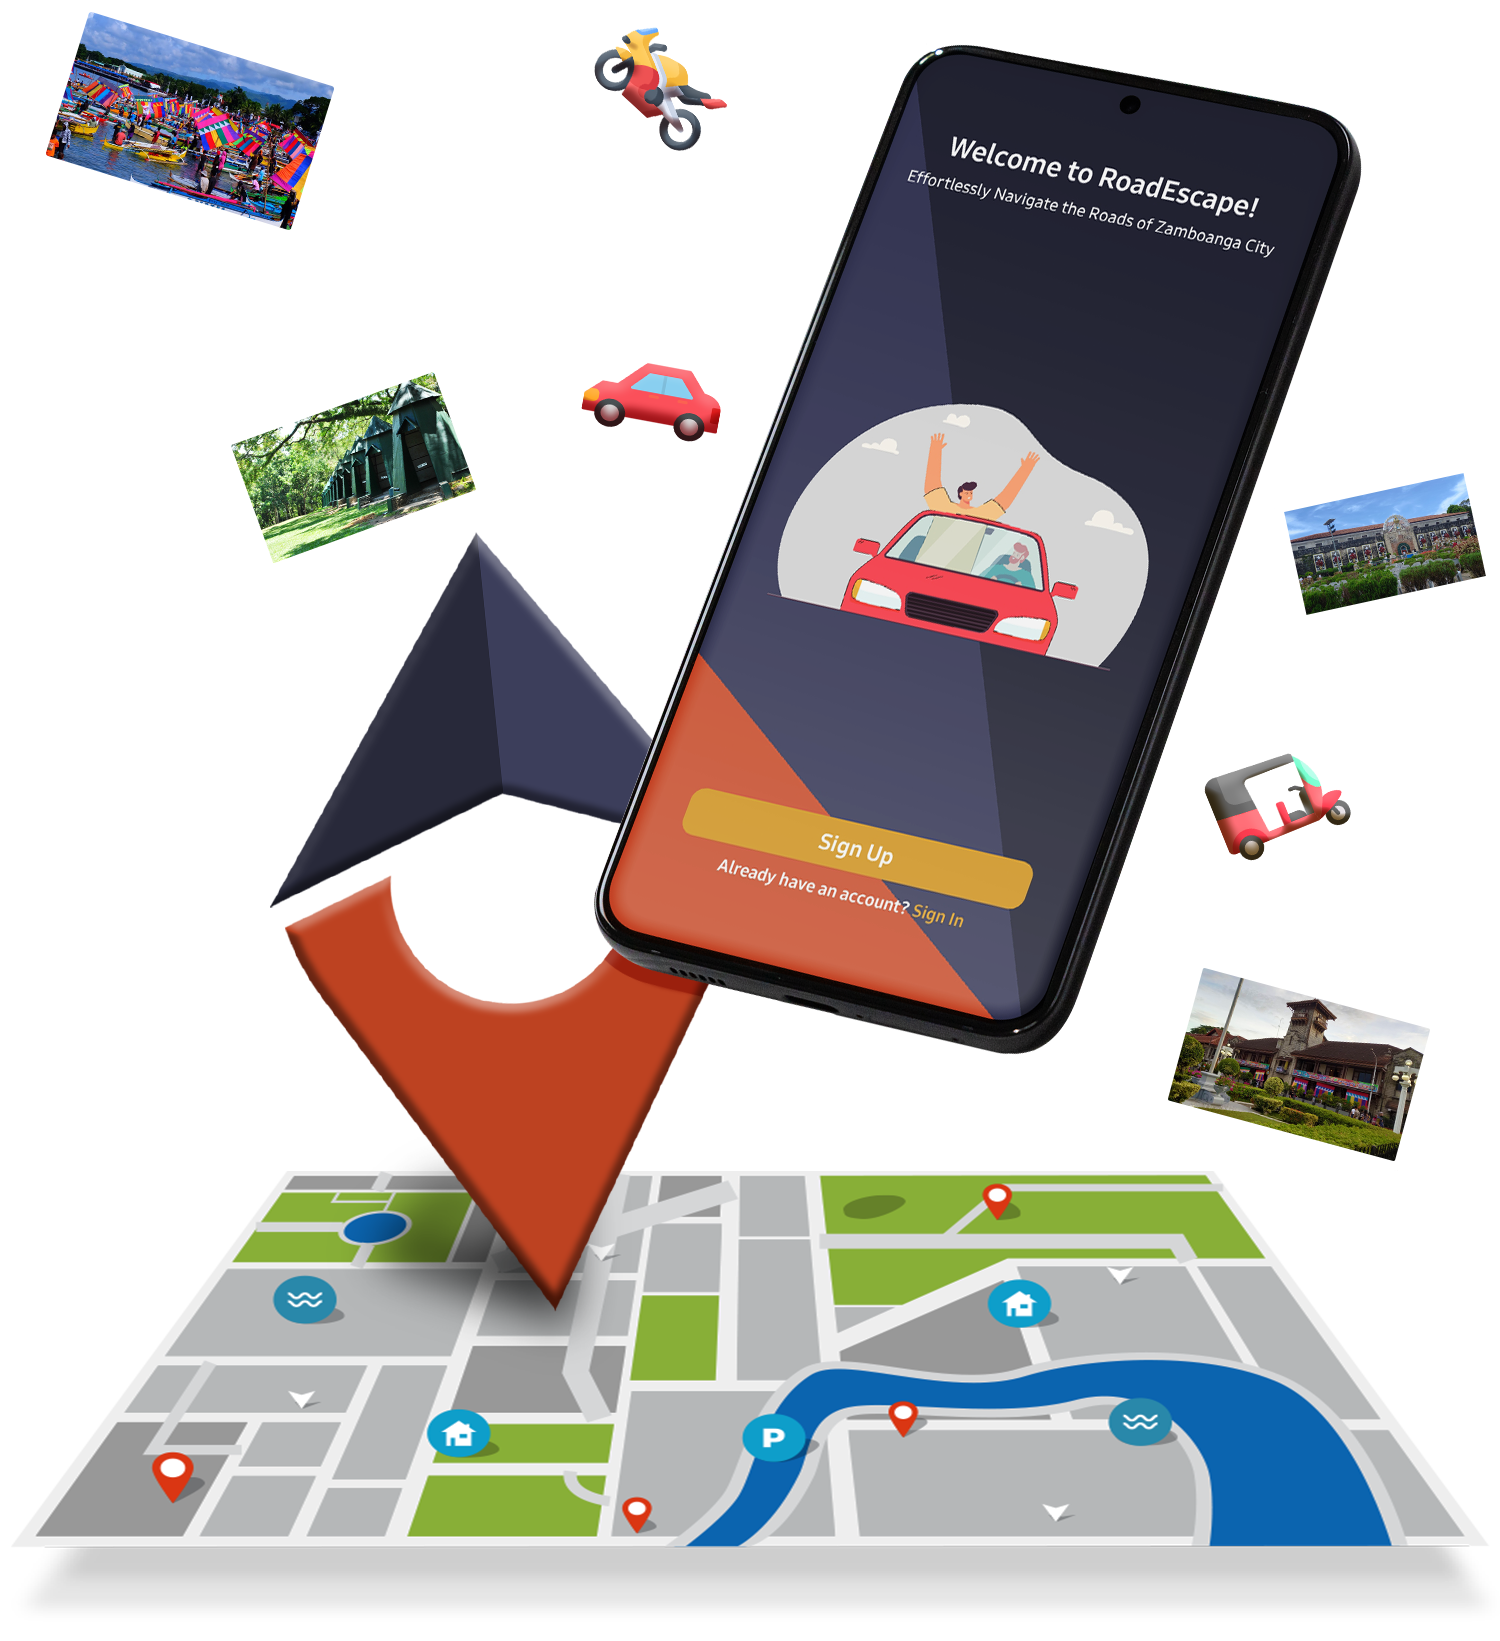 Welcome to RoadEscape!
Effortlessly Navigate the Roads of Zamboanga City
Sign Up
Already have an account? Sign In
P